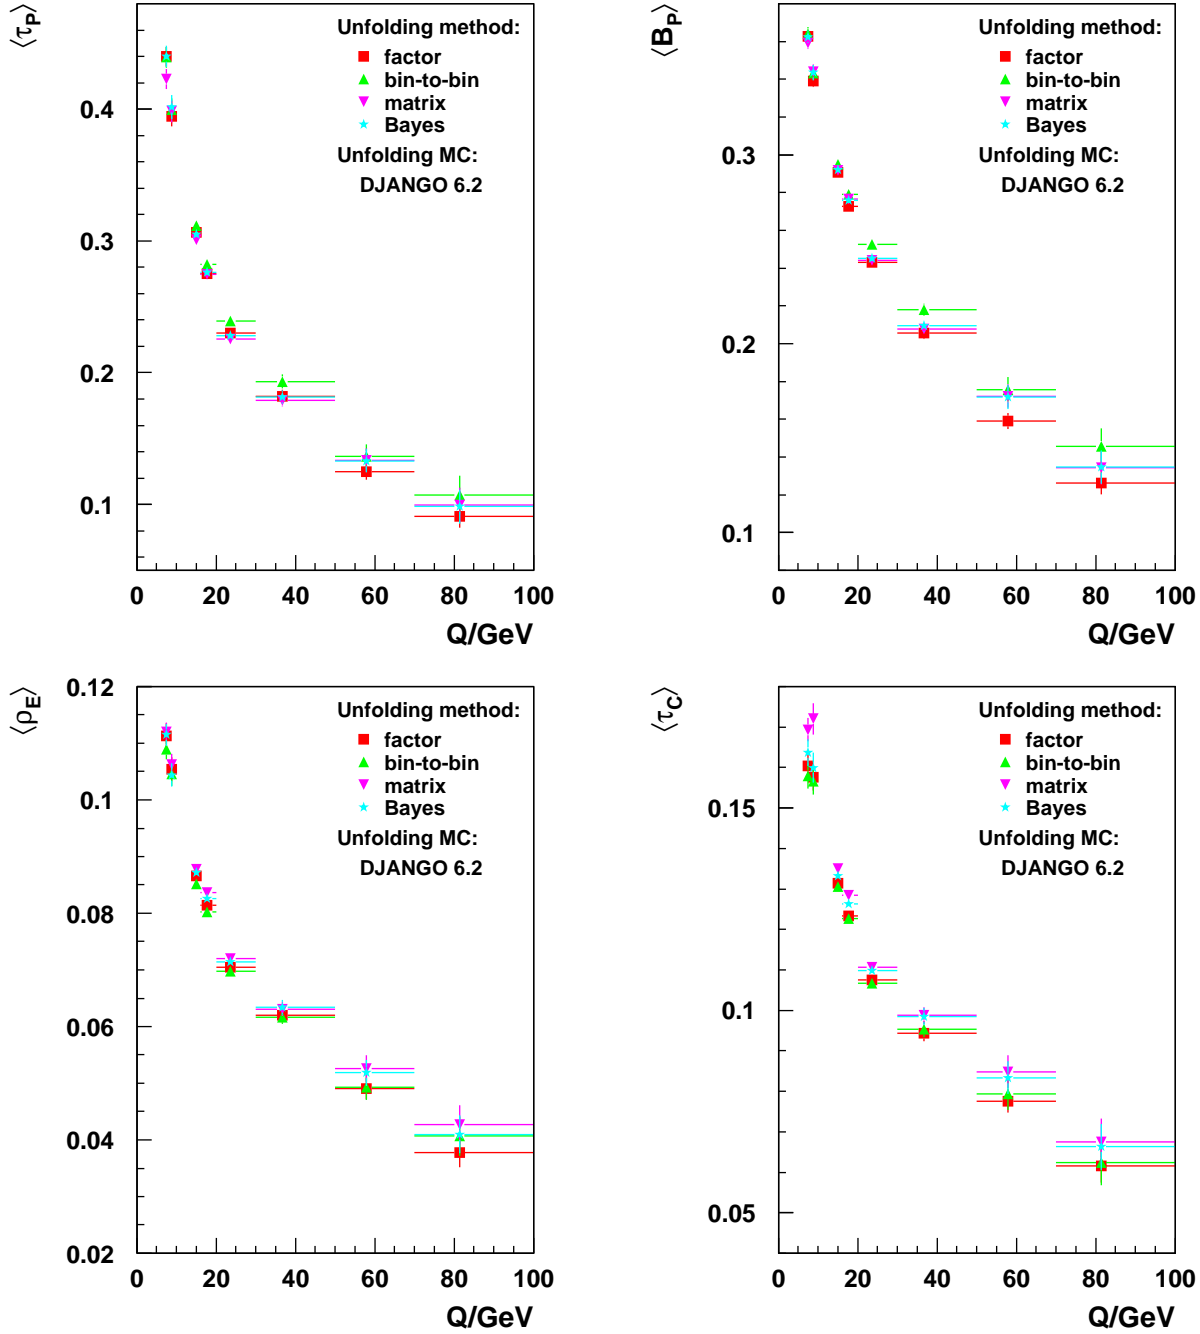 ⟨τP⟩
Unfolding method:
factor
bin-to-bin
matrix
Bayes
Unfolding MC:
DJANGO 6.2
0.4
0.3
0.2
0.1
0 20 40 60 80 100
Q/GeV
⟨BP⟩
Unfolding method:
factor
bin-to-bin
matrix
Bayes
Unfolding MC:
DJANGO 6.2
0.3
0.2
0.1
0 20 40 60 80 100
Q/GeV
⟨ρE⟩
Unfolding method:
factor
bin-to-bin
matrix
Bayes
Unfolding MC:
DJANGO 6.2
0.12
0.1
0.08
0.06
0.04
0.02
0 20 40 60 80 100
Q/GeV
⟨τC⟩
Unfolding method:
factor
bin-to-bin
matrix
Bayes
Unfolding MC:
DJANGO 6.2
0.15
0.1
0.05
0 20 40 60 80 100
Q/GeV